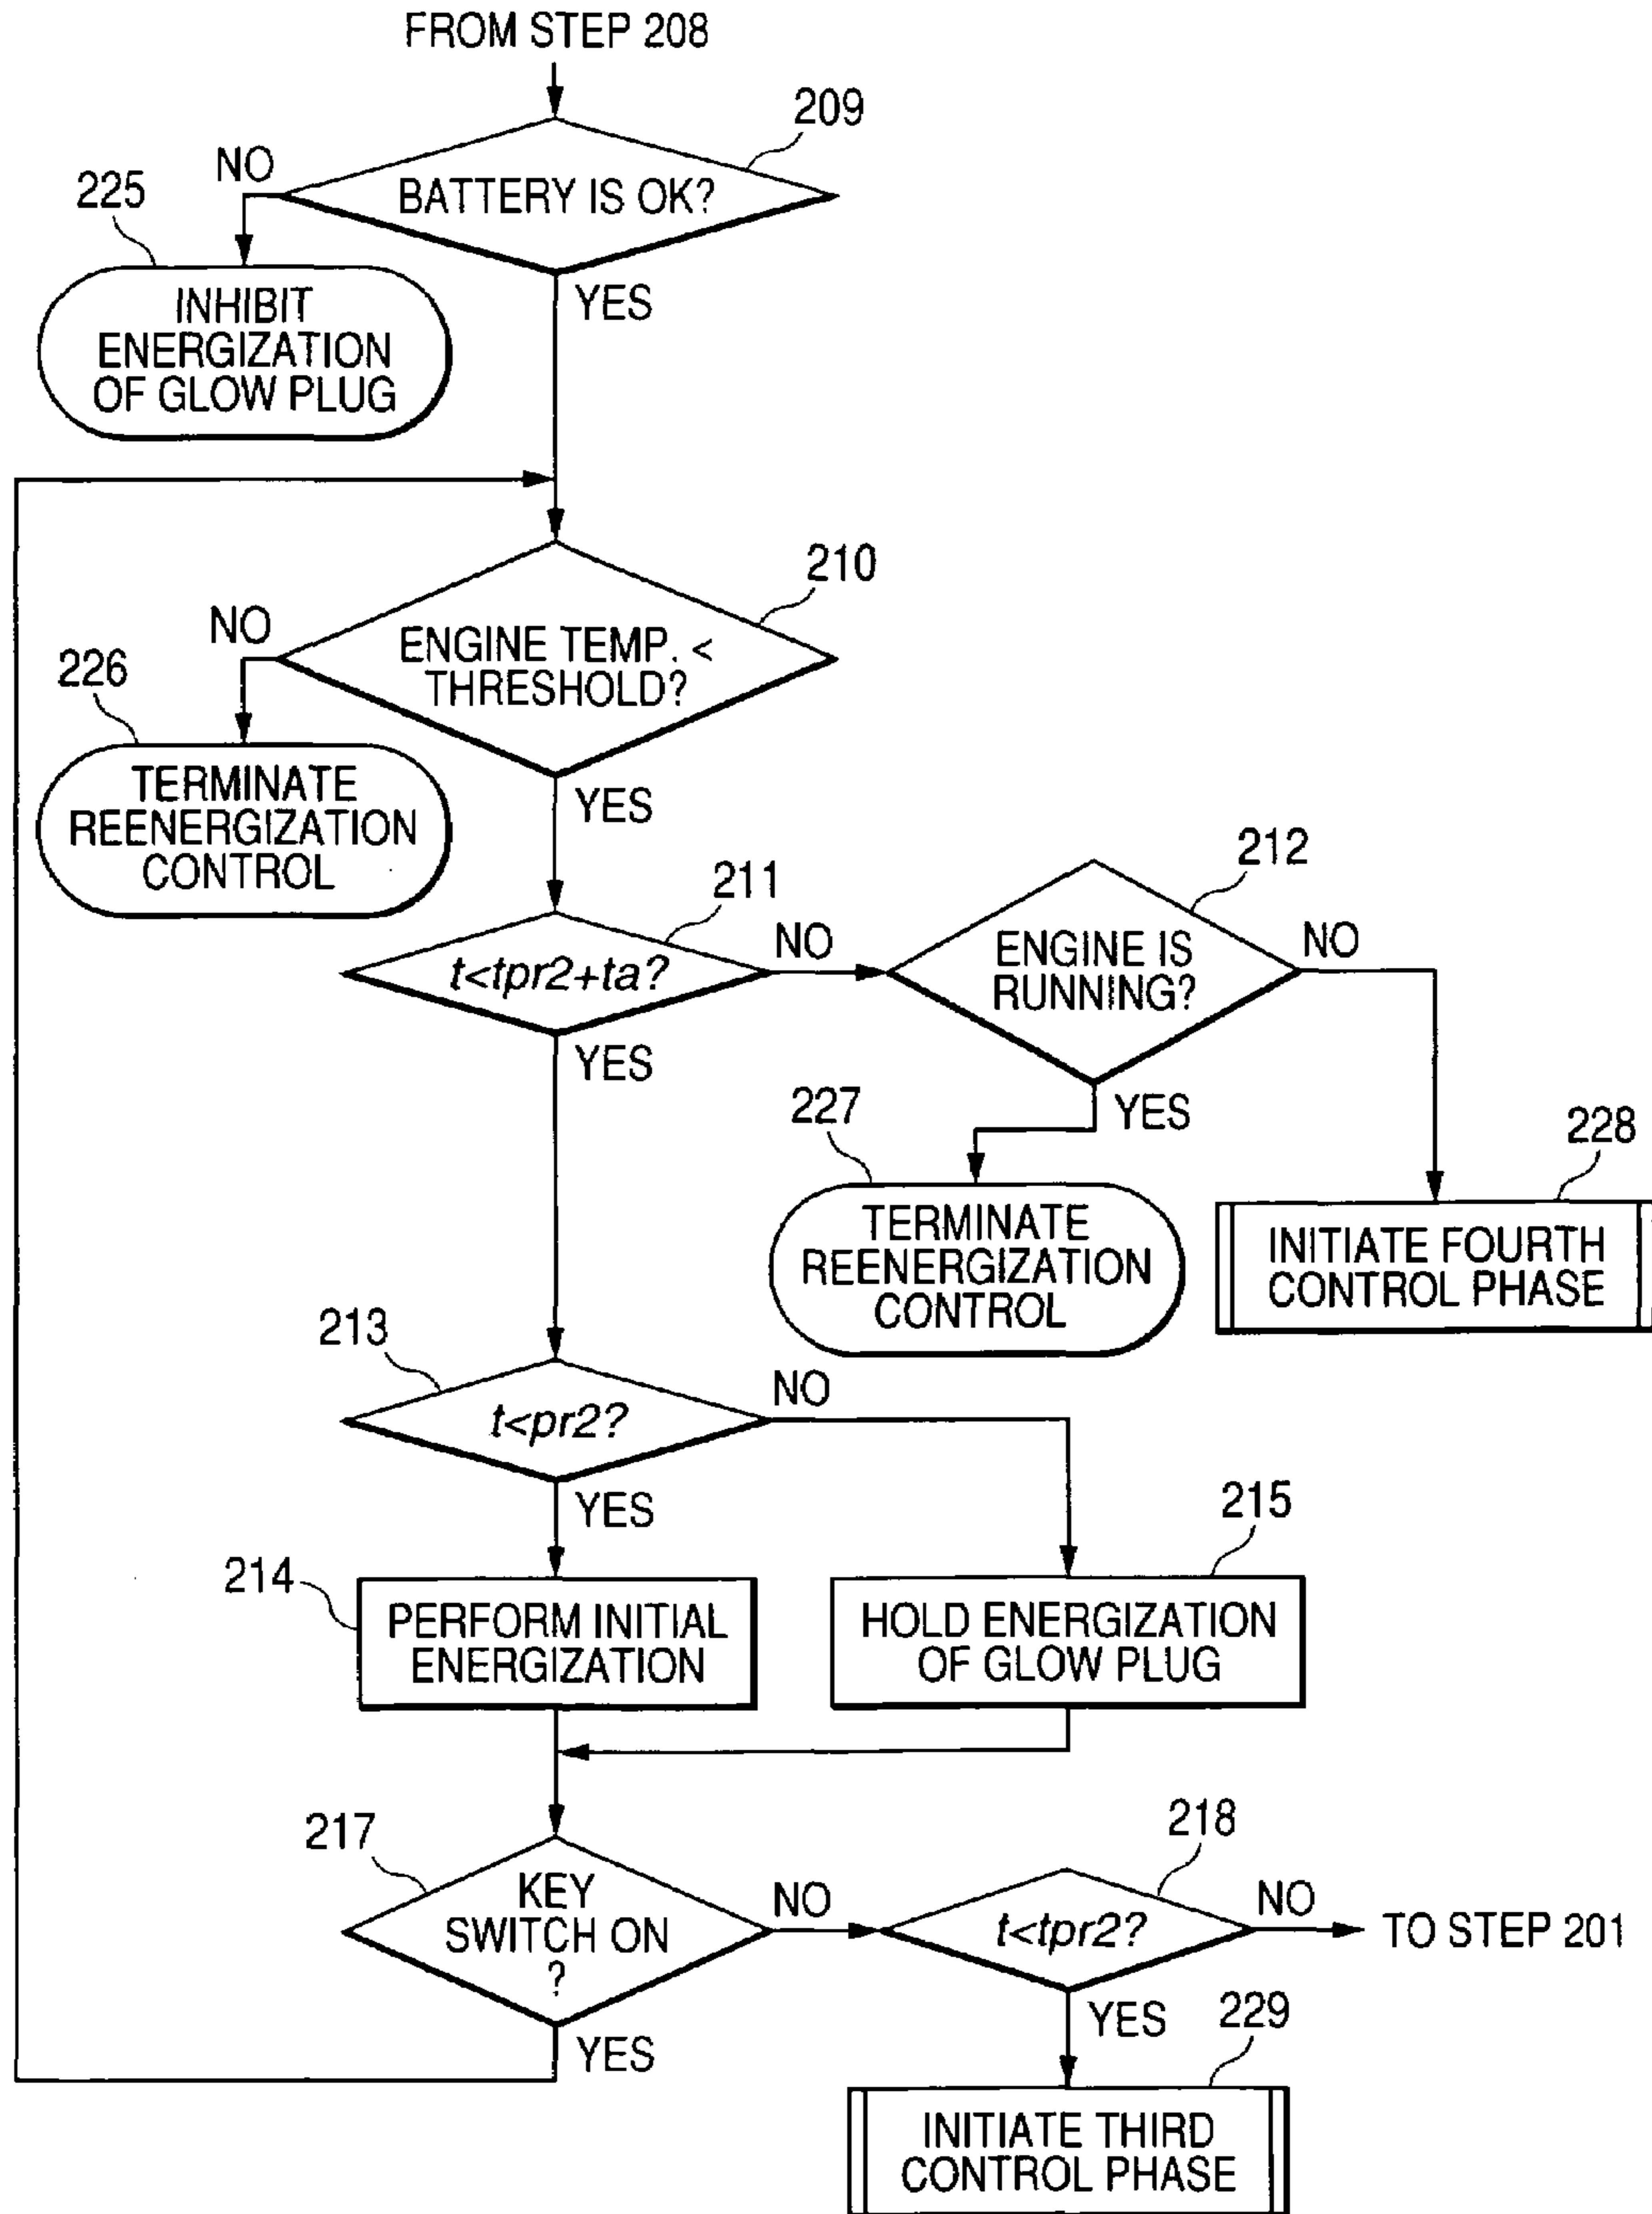 FROM STEP 208
209
NO
225
BATTERY IS OK?
INHIBIT
ENERGIZATION
OF GLOW PLUG
YES
210
NO
226
ENGINE TEMP. <
THRESHOLD?
TERMINATE
REENERGIZATION
CONTROL
YES
211
212
t<tpr2+ta?
NO
ENGINE IS
RUNNING?
NO
YES
227
YES
228
TERMINATE
REENERGIZATION
CONTROL
INITIATE FOURTH
CONTROL PHASE
213
t<pr2?
NO
YES
215
214
PERFORM INITIAL
ENERGIZATION
HOLD ENERGIZATION
OF GLOW PLUG
217
218
KEY
SWITCH ON
?
NO
t<tpr2?
NO
TO STEP 201
YES
YES
229
INITIATE THIRD
CONTROL PHASE